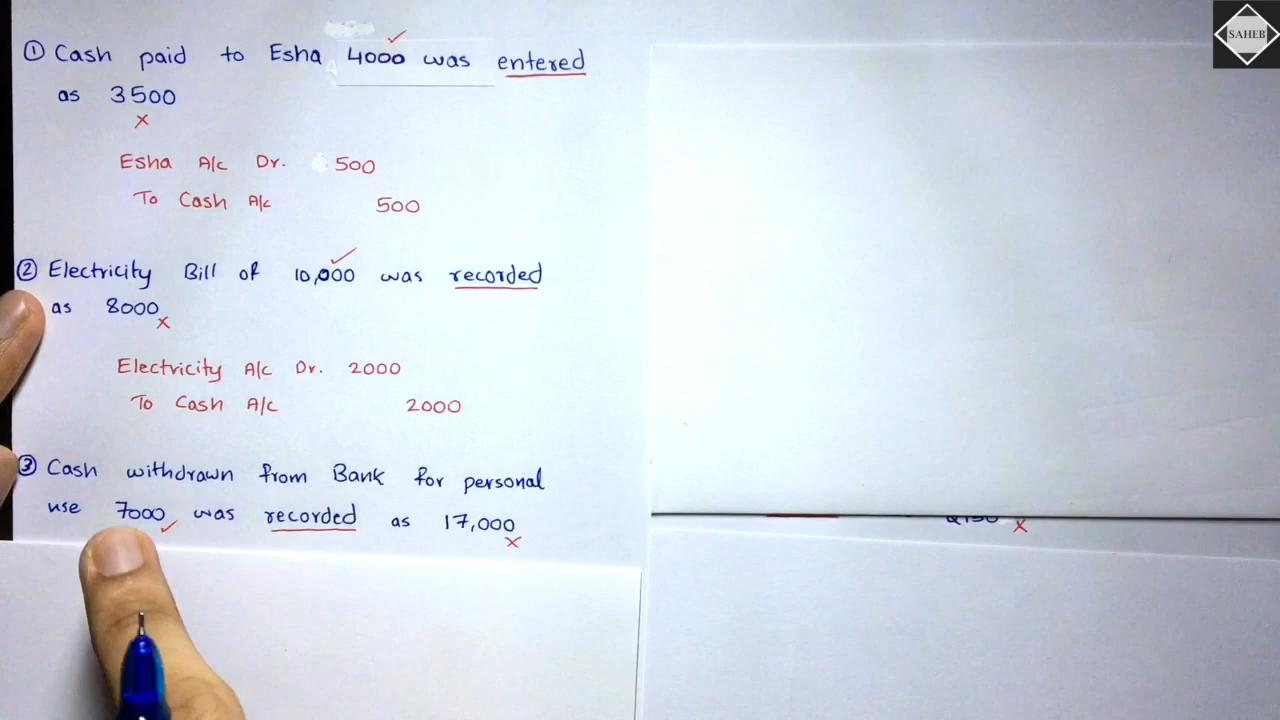 ① Cash paid to Esha 4000 was entered
as 3500
Esha A/c Dr. 500
To Cash A/c 500
② Electricity Bill of 10,000 was recorded
as 8000
Electricity A/c Dr. 2000
To Cash A/c 2000
③ Cash withdrawn from Bank for personal
use 7000 was recorded as 17,000
SAHEB